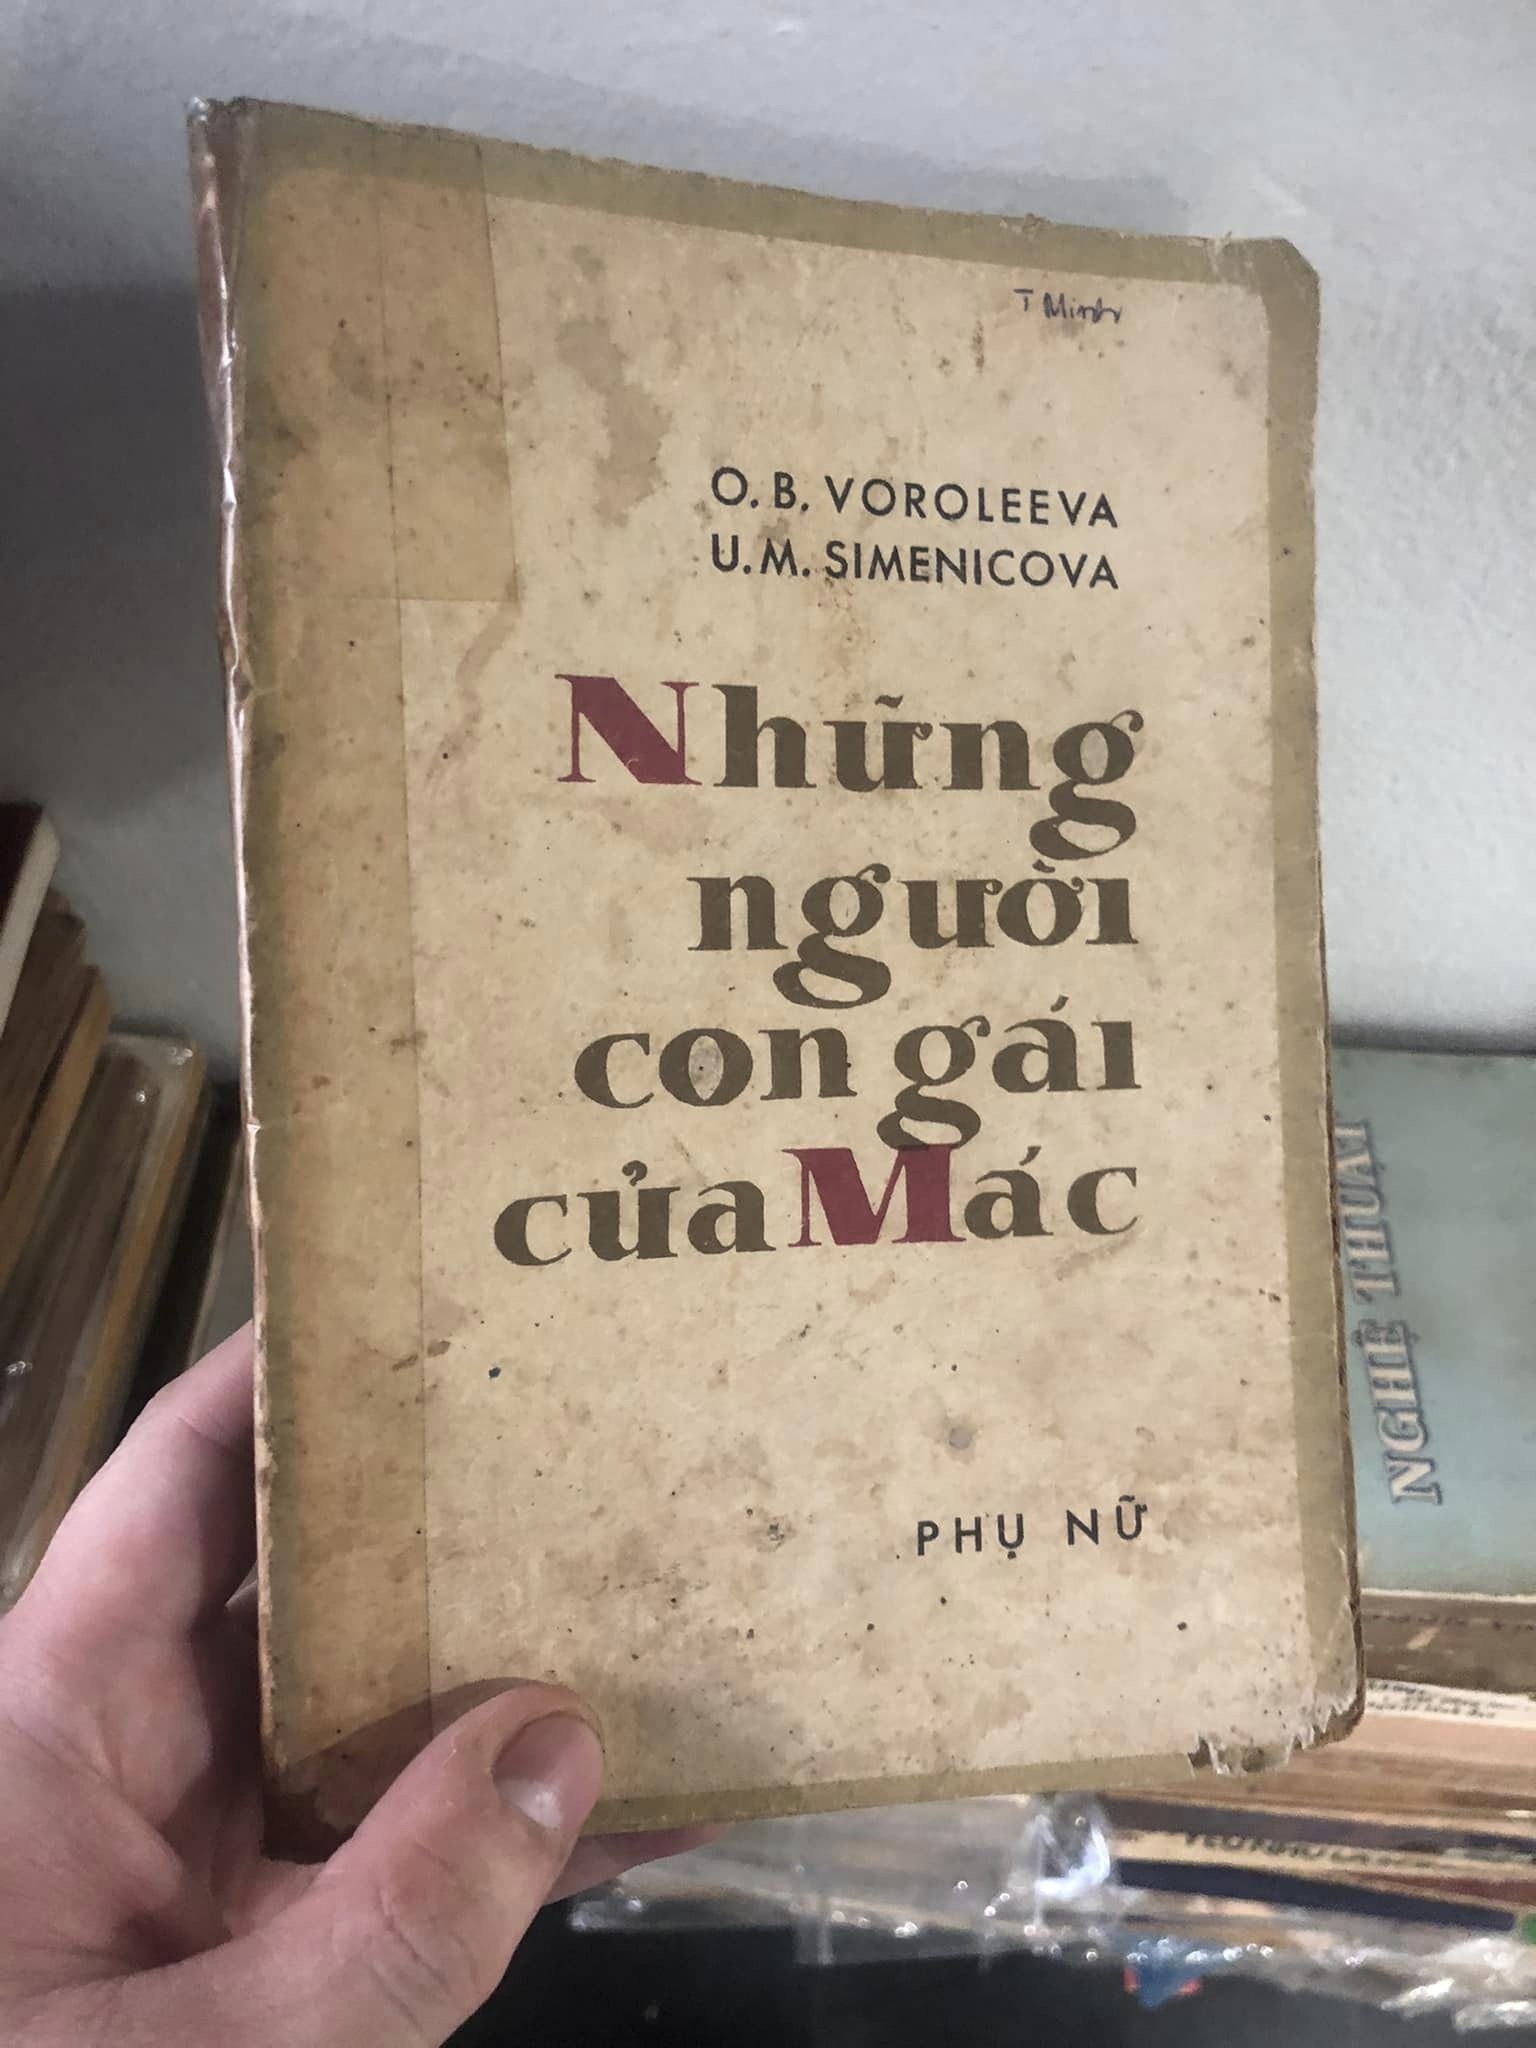 T Minh
O. B. VOROLEEVA
U. M. SIMENICOVA
Những
người
con gái
của Mác
PHỤ NỮ
NGHỆ THUẬT